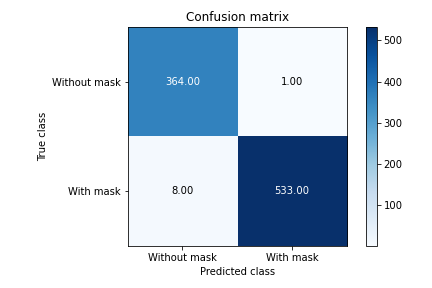 Confusion matrix
True class
Without mask
364.00
1.00
With mask
8.00
533.00
Without mask
With mask
Predicted class
500
400
300
200
100